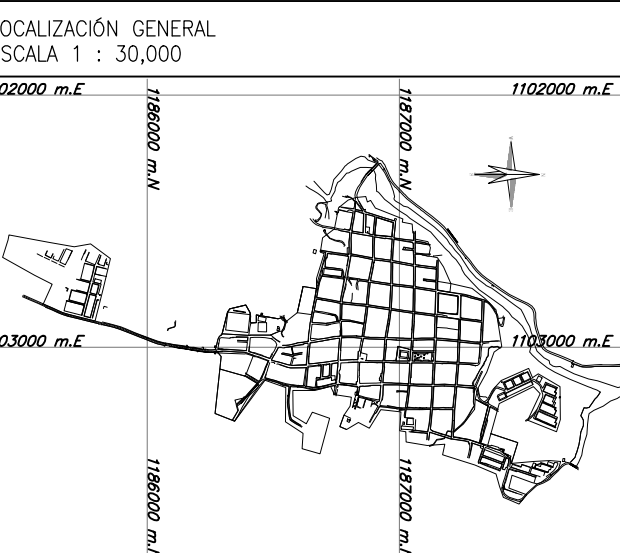 OCALIZACIÓN GENERAL
SCALA 1 : 30,000
02000 m.E
1102000 m.E
1186000 m.N
1187000 m.N
03000 m.E
1103000 m.E
1186000 m.N
1187000 m.N